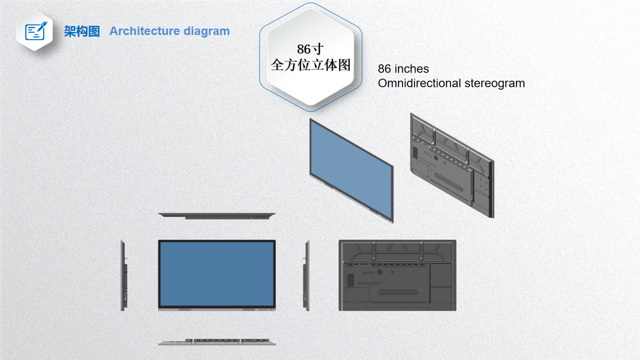 架构图 Architecture diagram
86寸
全方位立体图
86 inches
Omnidirectional stereogram